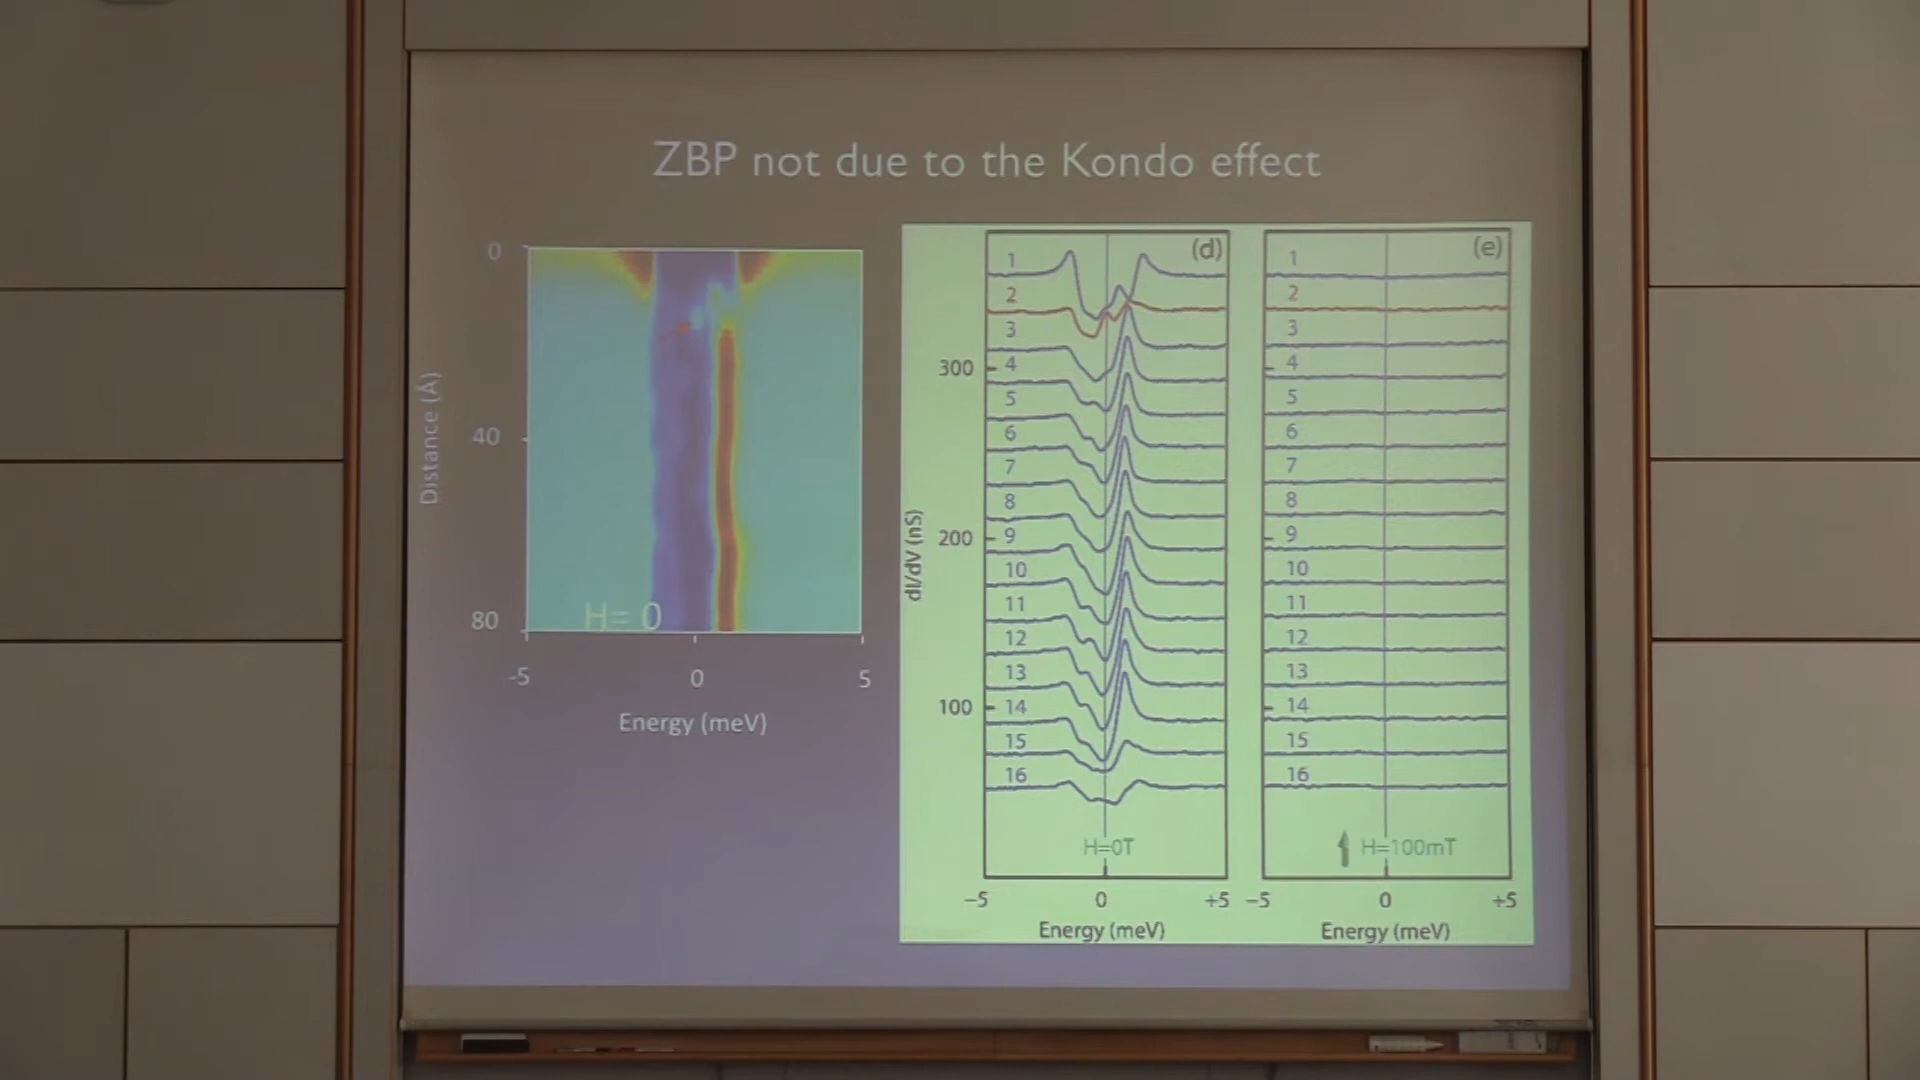 ZBP not due to the Kondo effect
0
40
80
Distance (Å)
H= 0
-5 0 5
Energy (meV)
(d)
1
2
3
4
5
6
7
8
9
10
11
12
13
14
15
16
300
200
100
dI/dV (nS)
H=0T
−5 0 +5
Energy (meV)
(e)
1
2
3
4
5
6
7
8
9
10
11
12
13
14
15
16
H=100mT
−5 0 +5
Energy (meV)